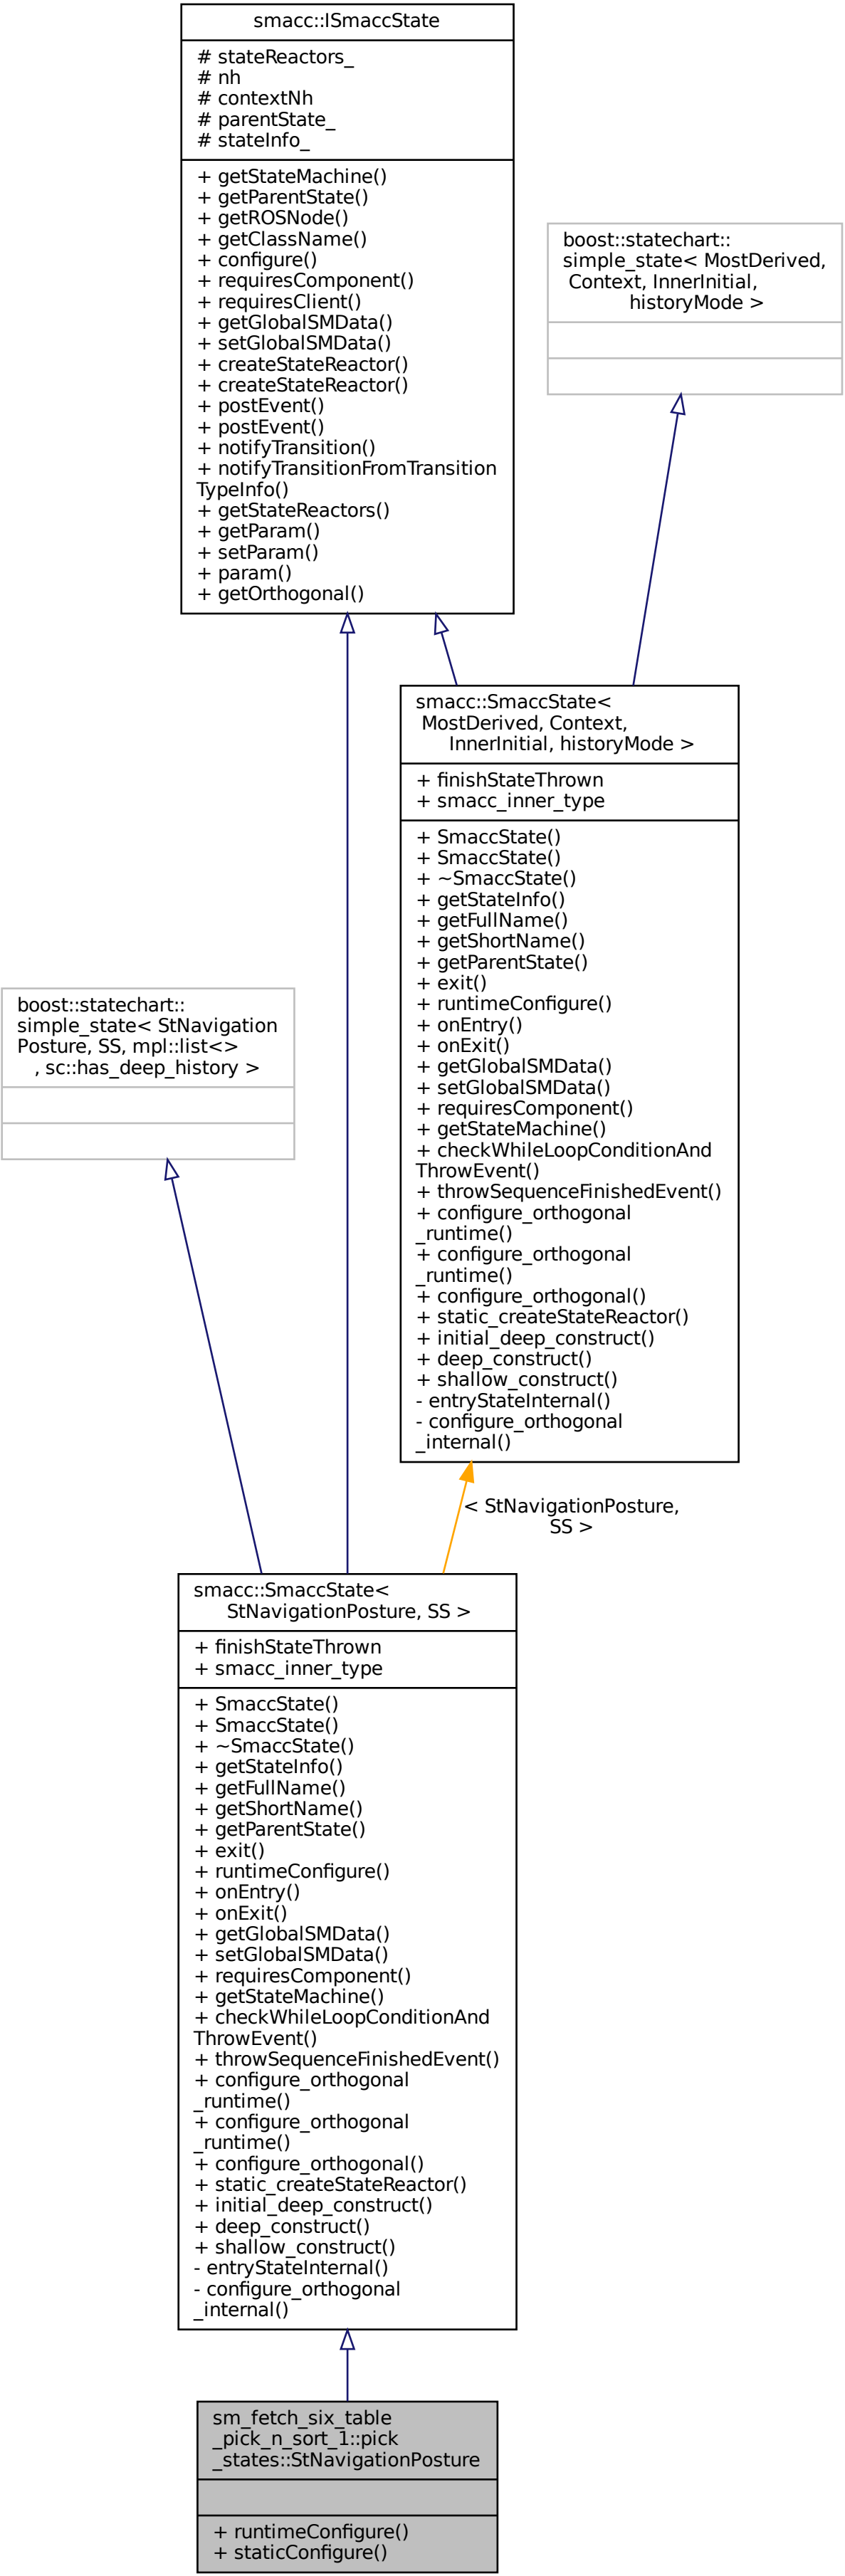 smacc::ISmaccState
# stateReactors_
# nh
# contextNh
# parentState_
# stateInfo_
+ getStateMachine()
+ getParentState()
+ getROSNode()
+ getClassName()
+ configure()
+ requiresComponent()
+ requiresClient()
+ getGlobalSMData()
+ setGlobalSMData()
+ createStateReactor()
+ createStateReactor()
+ postEvent()
+ postEvent()
+ notifyTransition()
+ notifyTransitionFromTransition
TypeInfo()
+ getStateReactors()
+ getParam()
+ setParam()
+ param()
+ getOrthogonal()
boost::statechart::
simple_state< MostDerived,
Context, InnerInitial,
historyMode >
smacc::SmaccState<
MostDerived, Context,
InnerInitial, historyMode >
+ finishStateThrown
+ smacc_inner_type
+ SmaccState()
+ SmaccState()
+ ~SmaccState()
+ getStateInfo()
+ getFullName()
+ getShortName()
+ getParentState()
+ exit()
+ runtimeConfigure()
+ onEntry()
+ onExit()
+ getGlobalSMData()
+ setGlobalSMData()
+ requiresComponent()
+ getStateMachine()
+ checkWhileLoopConditionAnd
ThrowEvent()
+ throwSequenceFinishedEvent()
+ configure_orthogonal
_runtime()
+ configure_orthogonal
_runtime()
+ configure_orthogonal()
+ static_createStateReactor()
+ initial_deep_construct()
+ deep_construct()
+ shallow_construct()
- entryStateInternal()
- configure_orthogonal
_internal()
boost::statechart::
simple_state< StNavigation
Posture, SS, mpl::list<>
, sc::has_deep_history >
< StNavigationPosture,
SS >
smacc::SmaccState<
StNavigationPosture, SS >
+ finishStateThrown
+ smacc_inner_type
+ SmaccState()
+ SmaccState()
+ ~SmaccState()
+ getStateInfo()
+ getFullName()
+ getShortName()
+ getParentState()
+ exit()
+ runtimeConfigure()
+ onEntry()
+ onExit()
+ getGlobalSMData()
+ setGlobalSMData()
+ requiresComponent()
+ getStateMachine()
+ checkWhileLoopConditionAnd
ThrowEvent()
+ throwSequenceFinishedEvent()
+ configure_orthogonal
_runtime()
+ configure_orthogonal
_runtime()
+ configure_orthogonal()
+ static_createStateReactor()
+ initial_deep_construct()
+ deep_construct()
+ shallow_construct()
- entryStateInternal()
- configure_orthogonal
_internal()
sm_fetch_six_table
_pick_n_sort_1::pick
_states::StNavigationPosture
+ runtimeConfigure()
+ staticConfigure()